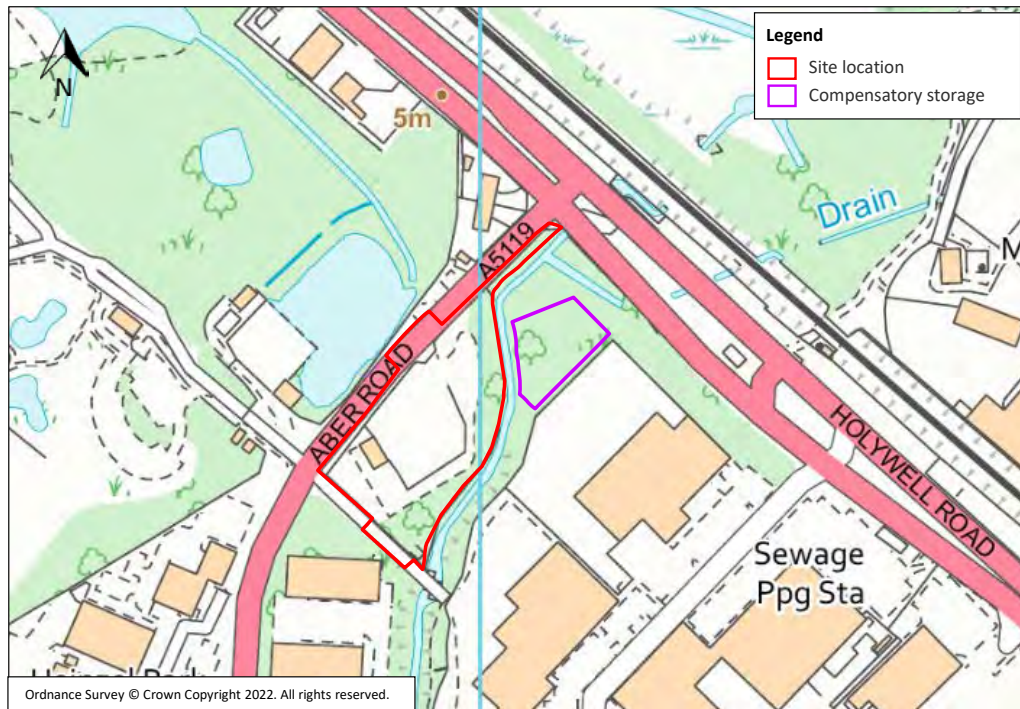 Legend
Site location
Compensatory storage
N
5m
Drain
A5119
M
ABER ROAD
HOLYWELL ROAD
Sewage
Ppg Sta
Ordnance Survey © Crown Copyright 2022. All rights reserved.